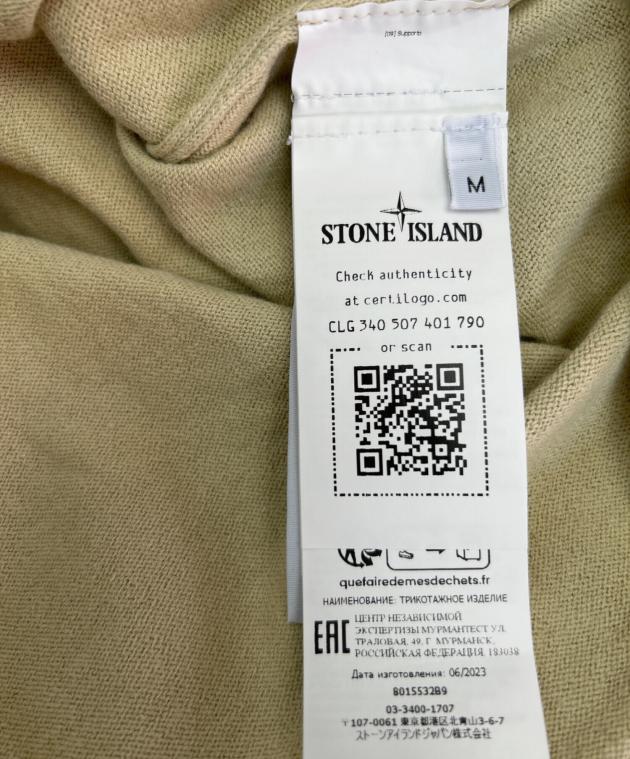 M
STONE ISLAND
Check authenticity
at certilogo.com
CLG 340 507 401 790
or scan
quefairedemesdechets.fr
НАИМЕНОВАНИЕ: ТРИКОТАЖНОЕ ИЗДЕЛИЕ
EAC
ЦЕНТР НЕЗАВИСИМОЙ
ЭКСПЕРТИЗЫ МУРМАНТЕСТ УЛ.
ТРАЛОВАЯ, 49, Г. МУРМАНСК,
РОССИЙСКАЯ ФЕДЕРАЦИЯ, 183038
Дата изготовления: 06/2023
8015532B9
03-3400-1707
〒107-0061 東京都港区北青山3-6-7
ストーンアイランドジャパン株式会社